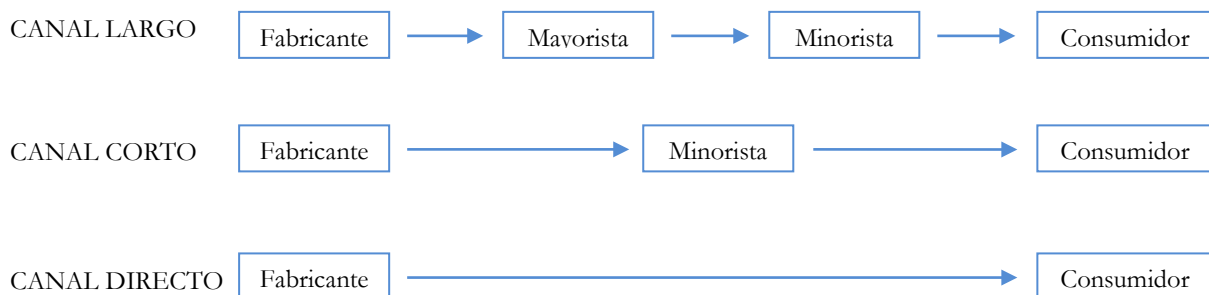 CANAL LARGO Fabricante Mayorista Minorista Consumidor
CANAL CORTO Fabricante Minorista Consumidor
CANAL DIRECTO Fabricante Consumidor